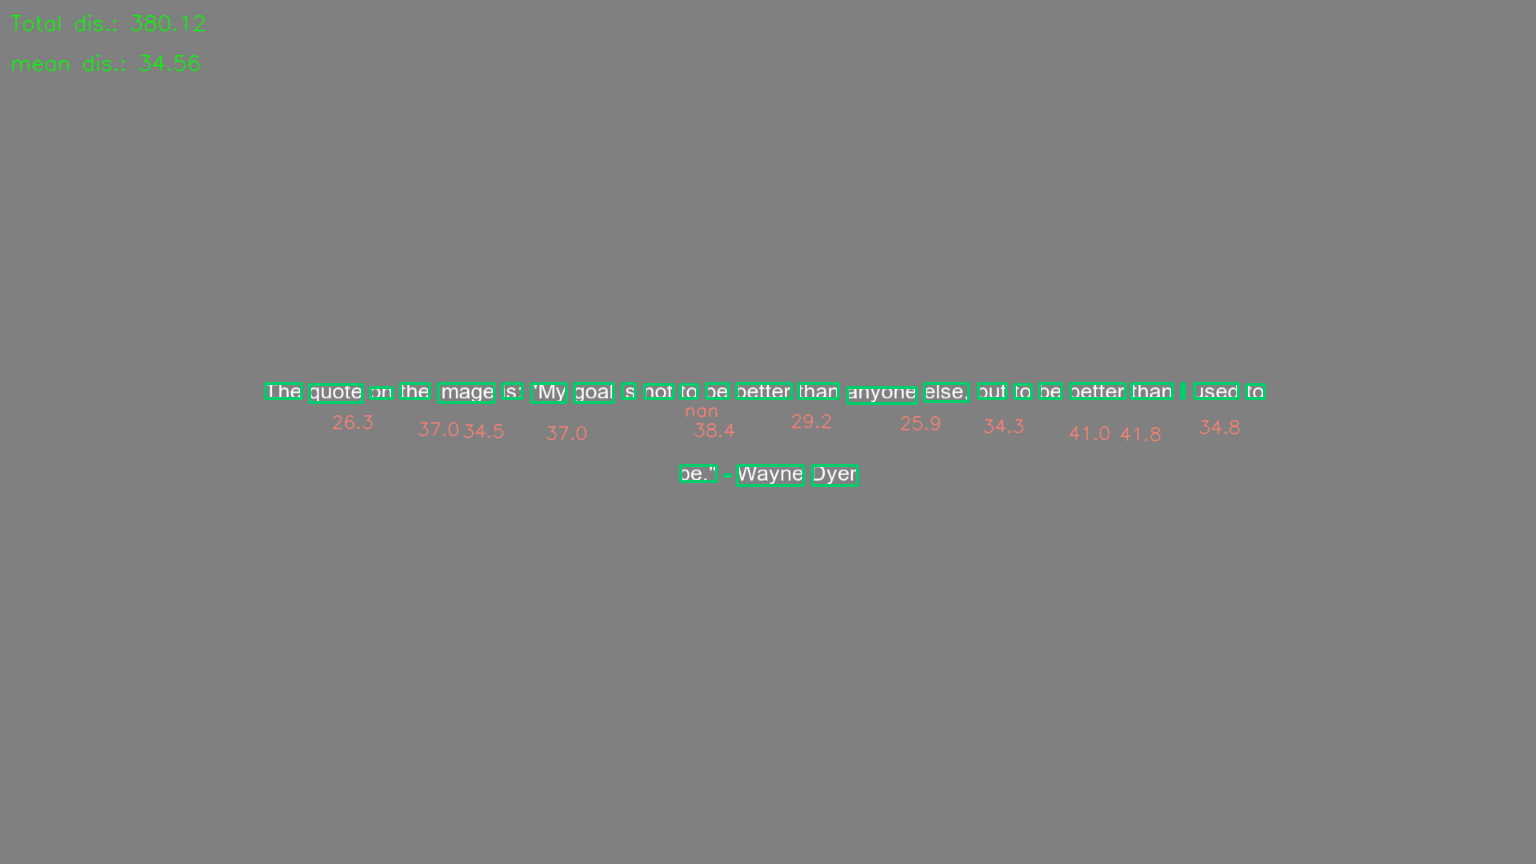 Total dis.: 380.12
mean dis.: 34.56
The quote on the image is: "My goal is not to be better than anyone else, but to be better than I used to
nan
26.3 37.0 34.5 37.0 38.4 29.2 25.9 34.3 41.0 41.8 34.8
be." - Wayne Dyer